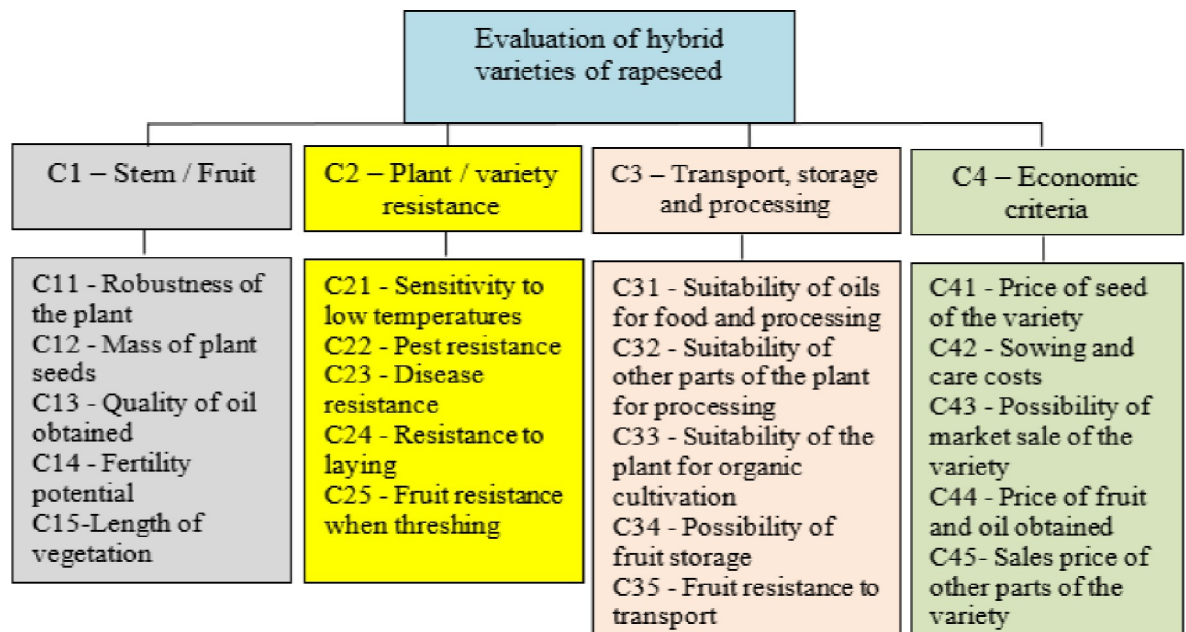 Evaluation of hybrid
varieties of rapeseed
C1 – Stem / Fruit
C2 – Plant / variety
resistance
C3 – Transport, storage
and processing
C4 – Economic
criteria
C11 - Robustness of
the plant
C12 - Mass of plant
seeds
C13 - Quality of oil
obtained
C14 - Fertility
potential
C15-Length of
vegetation
C21 - Sensitivity to
low temperatures
C22 - Pest resistance
C23 - Disease
resistance
C24 - Resistance to
laying
C25 - Fruit resistance
when threshing
C31 - Suitability of oils
for food and processing
C32 - Suitability of
other parts of the plant
for processing
C33 - Suitability of the
plant for organic
cultivation
C34 - Possibility of
fruit storage
C35 - Fruit resistance to
transport
C41 - Price of seed
of the variety
C42 - Sowing and
care costs
C43 - Possibility of
market sale of the
variety
C44 - Price of fruit
and oil obtained
C45- Sales price of
other parts of the
variety